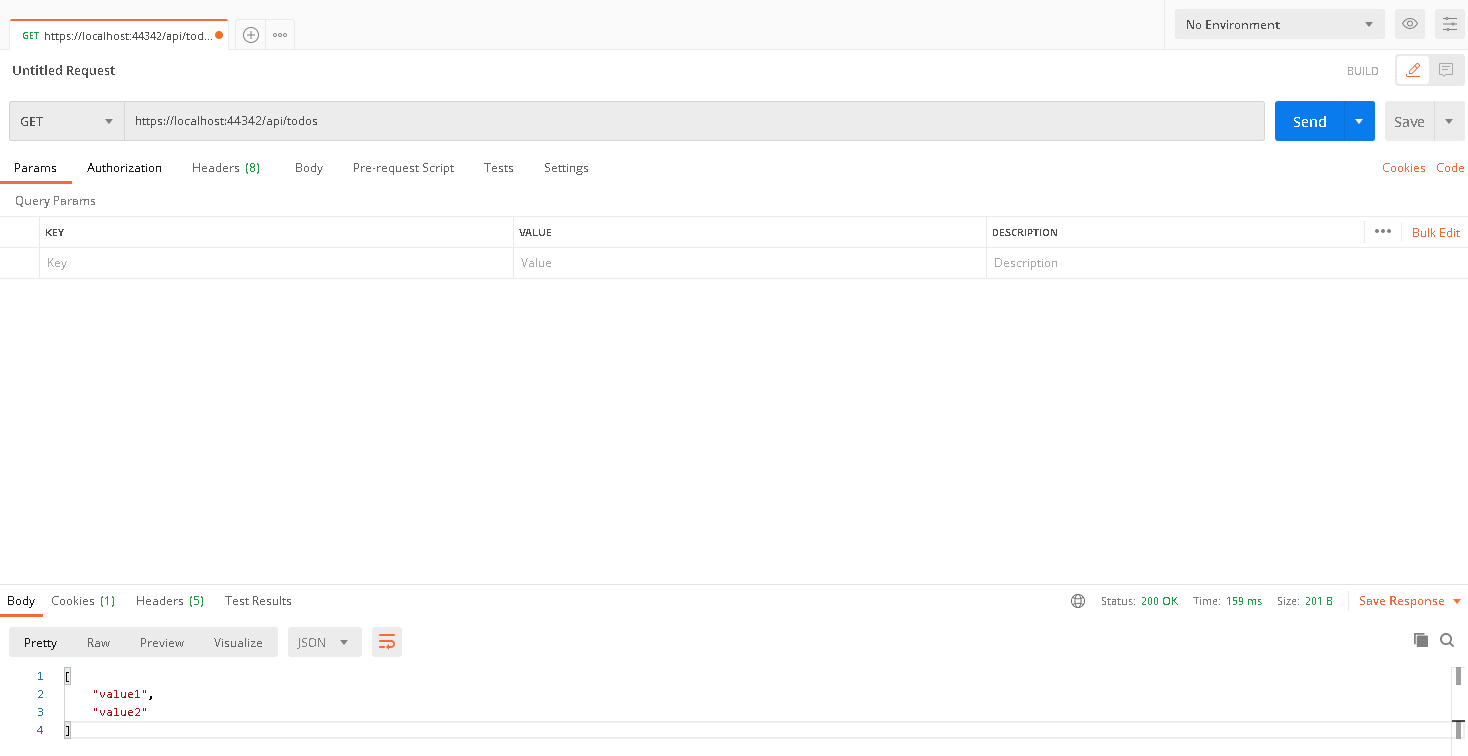 GET https://localhost:44342/api/tod...
No Environment
Untitled Request
BUILD
GET https://localhost:44342/api/todos Send Save
Params Authorization Headers (8) Body Pre-request Script Tests Settings Cookies Code
Query Params
KEY VALUE DESCRIPTION Bulk Edit
Key Value Description
Body Cookies (1) Headers (5) Test Results Status: 200 OK Time: 159 ms Size: 201 B Save Response
Pretty Raw Preview Visualize JSON
1 [
2 "value1",
3 "value2"
4 ]